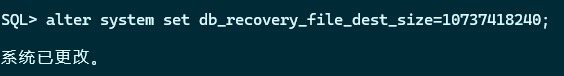 SQL> alter system set db_recovery_file_dest_size=10737418240;
系统已更改。